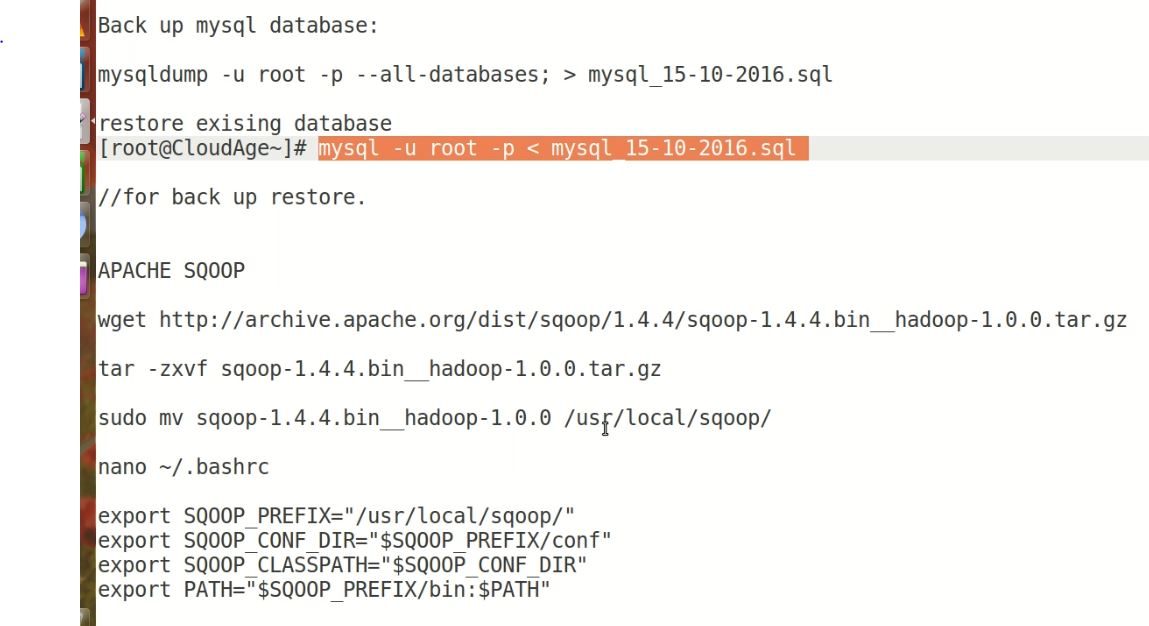 Back up mysql database:
mysqldump -u root -p --all-databases; > mysql_15-10-2016.sql
restore exising database
[root@CloudAge~]# mysql -u root -p < mysql_15-10-2016.sql
//for back up restore.
APACHE SQOOP
wget http://archive.apache.org/dist/sqoop/1.4.4/sqoop-1.4.4.bin__hadoop-1.0.0.tar.gz
tar -zxvf sqoop-1.4.4.bin__hadoop-1.0.0.tar.gz
sudo mv sqoop-1.4.4.bin__hadoop-1.0.0 /usr/local/sqoop/
nano ~/.bashrc
export SQOOP_PREFIX="/usr/local/sqoop/"
export SQOOP_CONF_DIR="$SQOOP_PREFIX/conf"
export SQOOP_CLASSPATH="$SQOOP_CONF_DIR"
export PATH="$SQOOP_PREFIX/bin:$PATH"